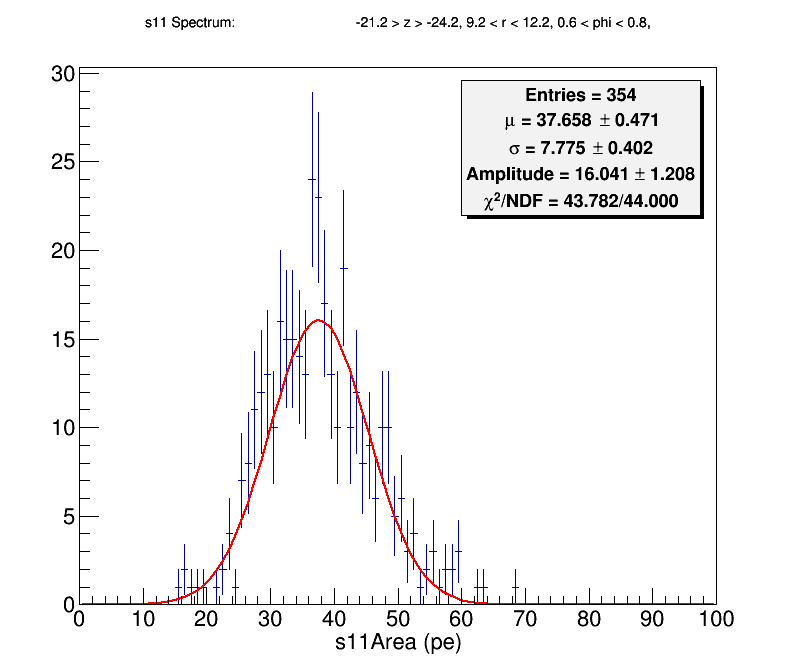 s11 Spectrum: -21.2 > z > -24.2, 9.2 < r < 12.2, 0.6 < phi < 0.8,
Entries = 354
μ = 37.658 ± 0.471
σ = 7.775 ± 0.402
Amplitude = 16.041 ± 1.208
χ²/NDF = 43.782/44.000
30
25
20
15
10
5
0
0 10 20 30 40 50 60 70 80 90 100
s11Area (pe)